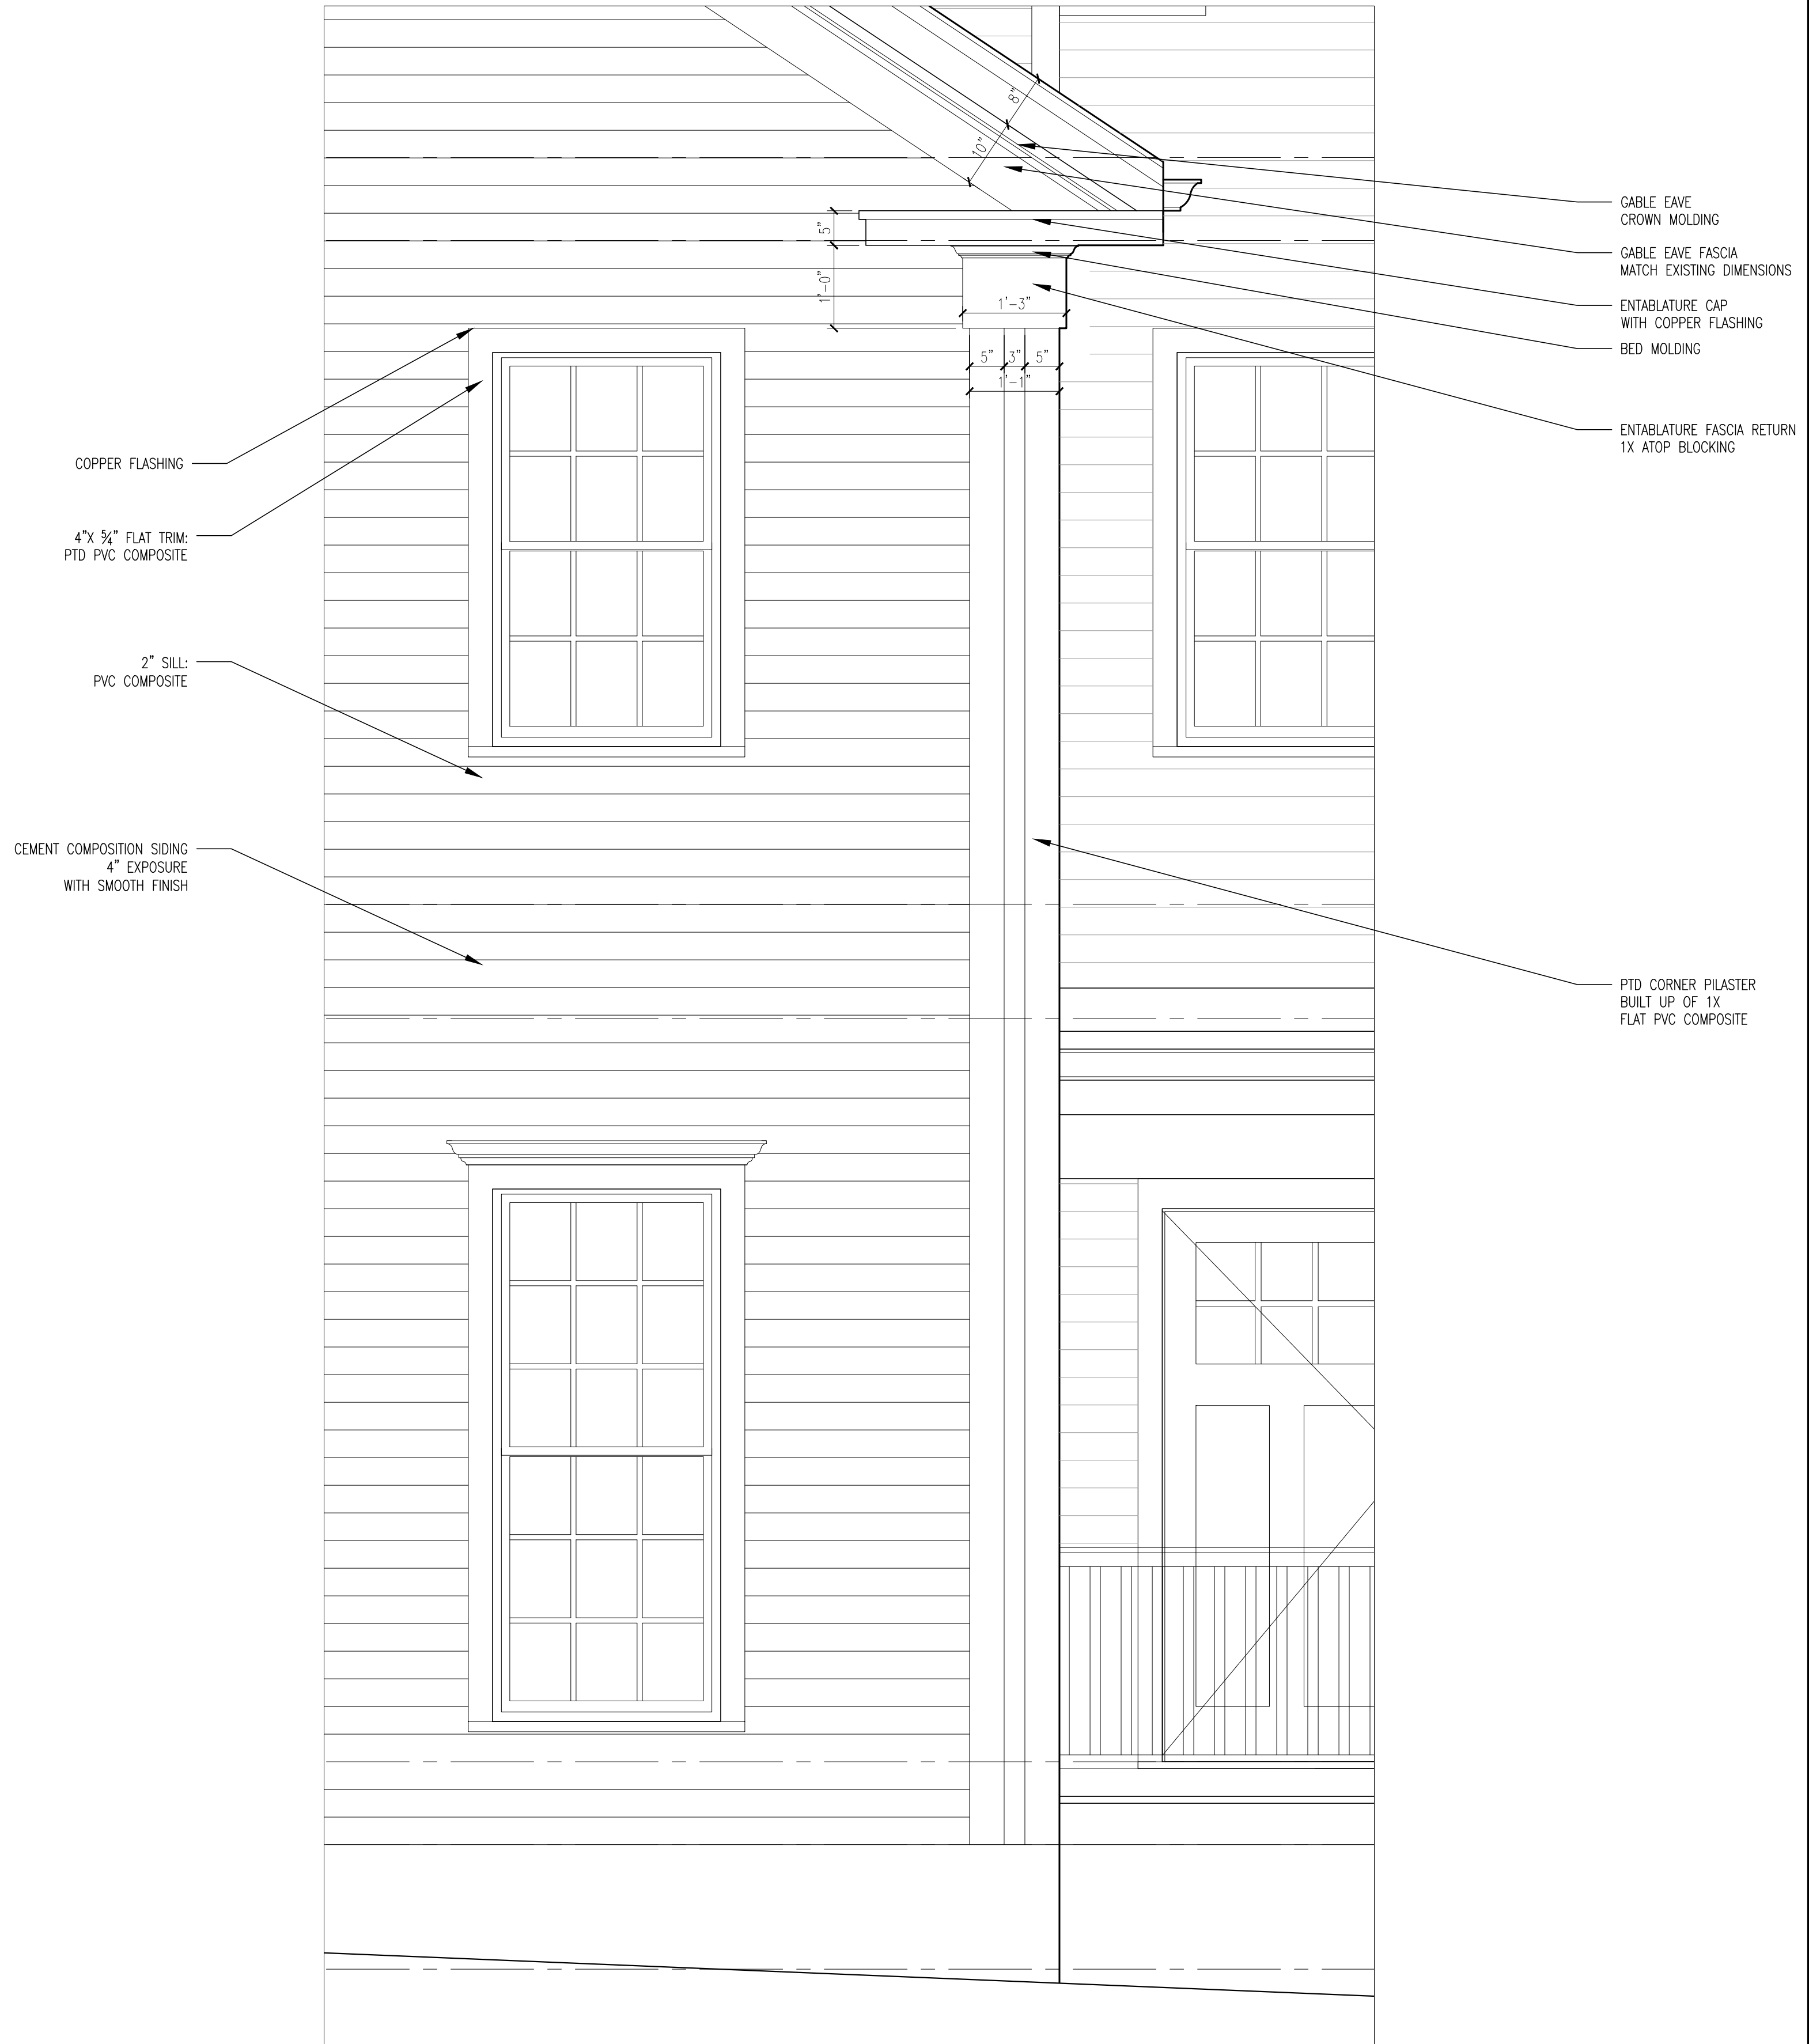 8"
10"
5"
1'-0"
1'-3"
5" 3" 5"
1'-1"
GABLE EAVE
CROWN MOLDING
GABLE EAVE FASCIA
MATCH EXISTING DIMENSIONS
ENTABLATURE CAP
WITH COPPER FLASHING
BED MOLDING
ENTABLATURE FASCIA RETURN
1X ATOP BLOCKING
COPPER FLASHING
4"X 5/4" FLAT TRIM:
PTD PVC COMPOSITE
2" SILL:
PVC COMPOSITE
CEMENT COMPOSITION SIDING
4" EXPOSURE
WITH SMOOTH FINISH
PTD CORNER PILASTER
BUILT UP OF 1X
FLAT PVC COMPOSITE